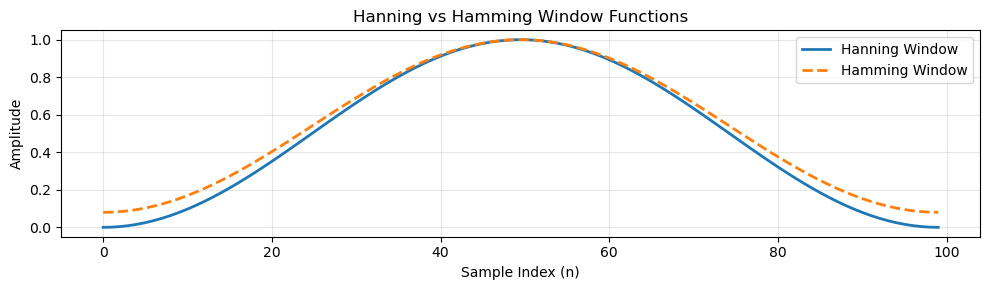 Hanning vs Hamming Window Functions
Hanning Window
Hamming Window
Amplitude
1.0
0.8
0.6
0.4
0.2
0.0
0 20 40 60 80 100
Sample Index (n)